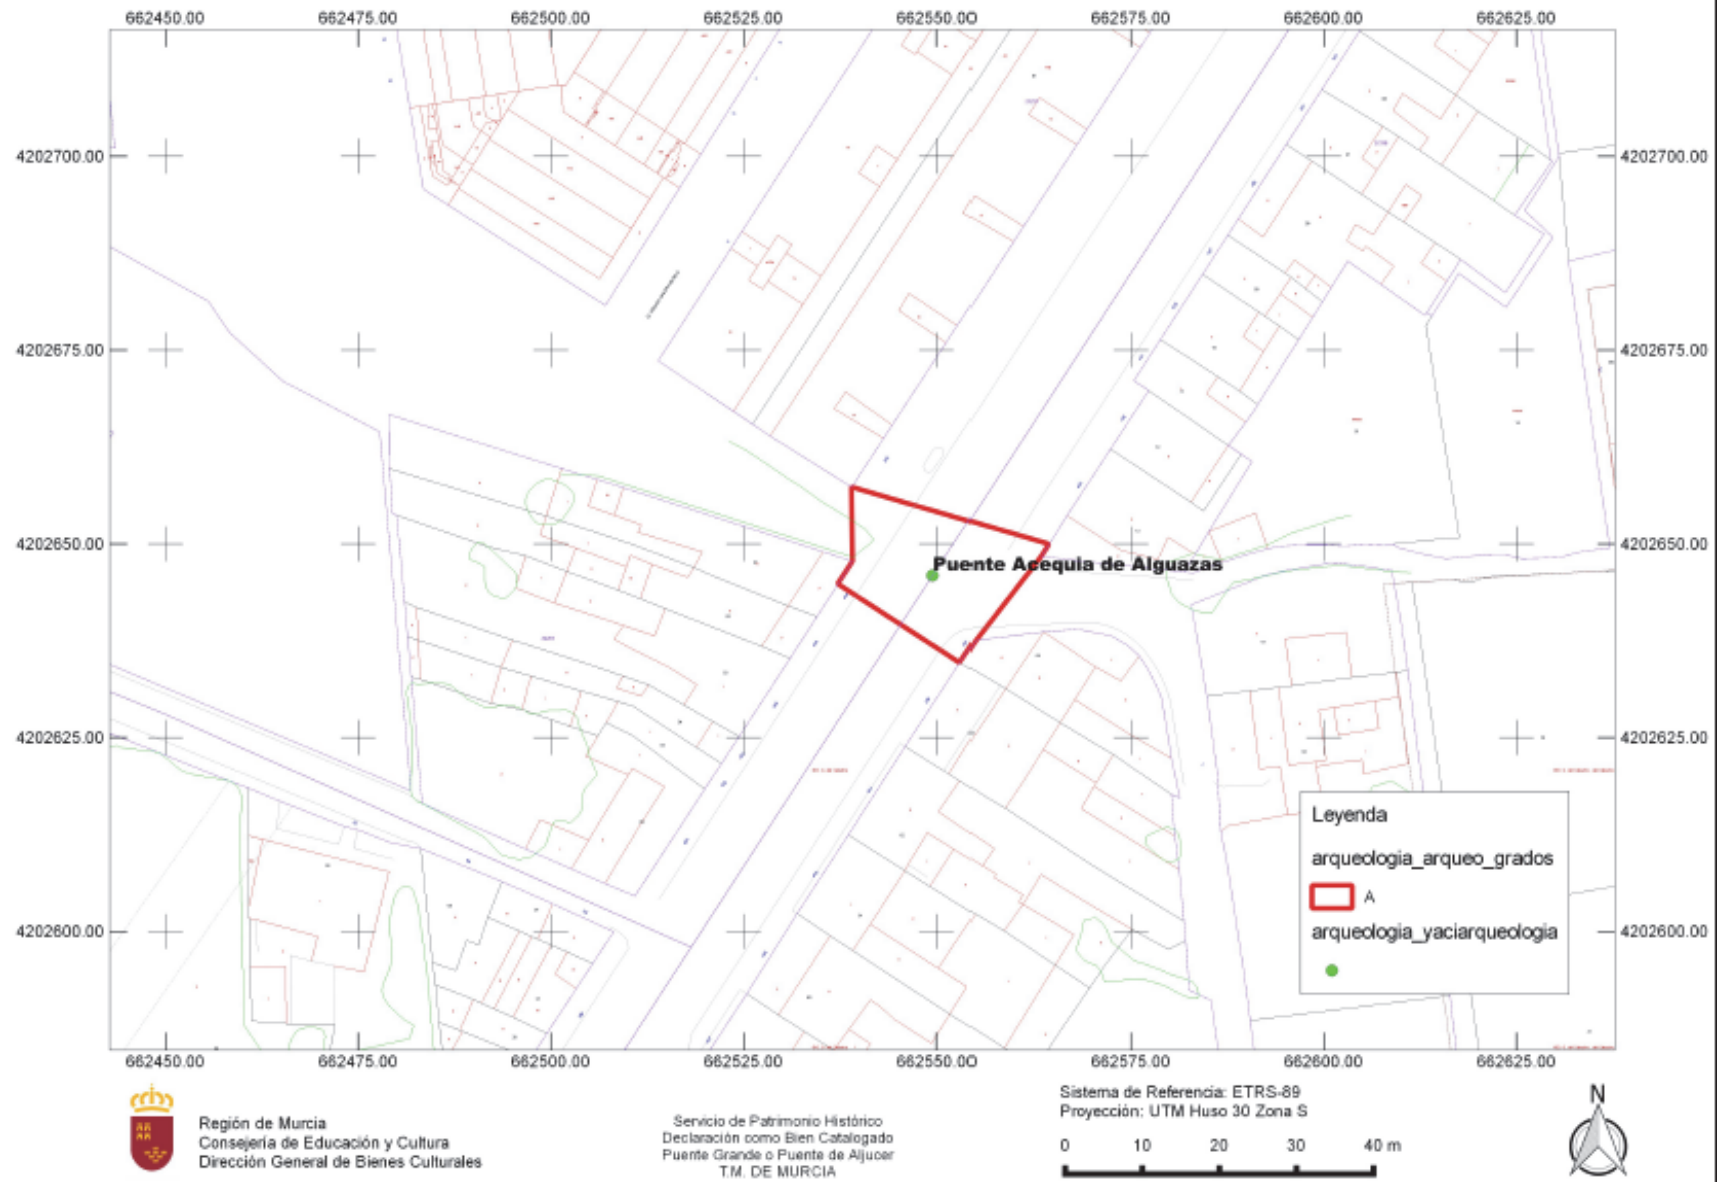 662450.00 662475.00 662500.00 662525.00 662550.00 662575.00 662600.00 662625.00
4202700.00 4202700.00
4202675.00 4202675.00
4202650.00 4202650.00
Puente Acequia de Alguazas
4202625.00 4202625.00
Leyenda
arqueologia_arqueo_grados
A
arqueologia_yaciarqueologia
4202600.00 4202600.00
662450.00 662475.00 662500.00 662525.00 662550.00 662575.00 662600.00 662625.00
Región de Murcia
Consejería de Educación y Cultura
Dirección General de Bienes Culturales
Servicio de Patrimonio Histórico
Declaración como Bien Catalogado
Puente Grande o Puente de Aljucer
T.M. DE MURCIA
Sistema de Referencia: ETRS-89
Proyección: UTM Huso 30 Zona S
0 10 20 30 40 m
N